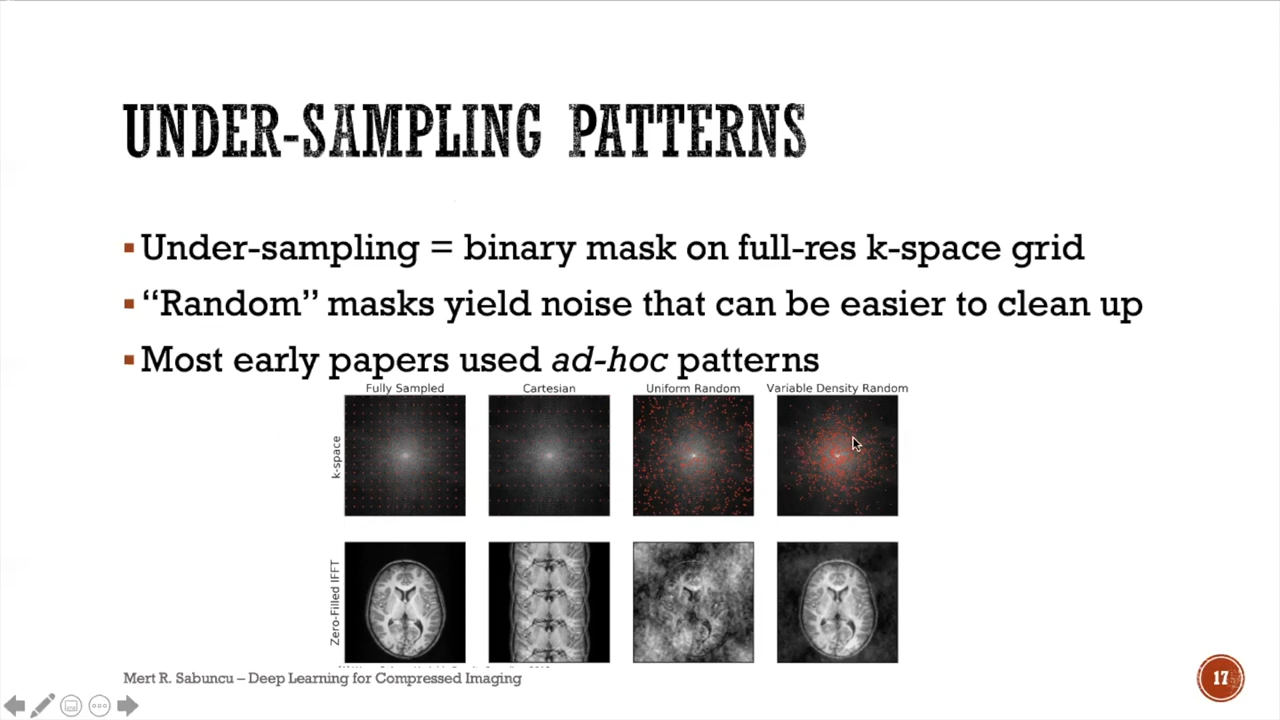 UNDER-SAMPLING PATTERNS
▪ Under-sampling = binary mask on full-res k-space grid
▪ “Random” masks yield noise that can be easier to clean up
▪ Most early papers used ad-hoc patterns
Fully Sampled Cartesian Uniform Random Variable Density Random
k-space
Zero-Filled IFFT
Mert R. Sabuncu – Deep Learning for Compressed Imaging
17